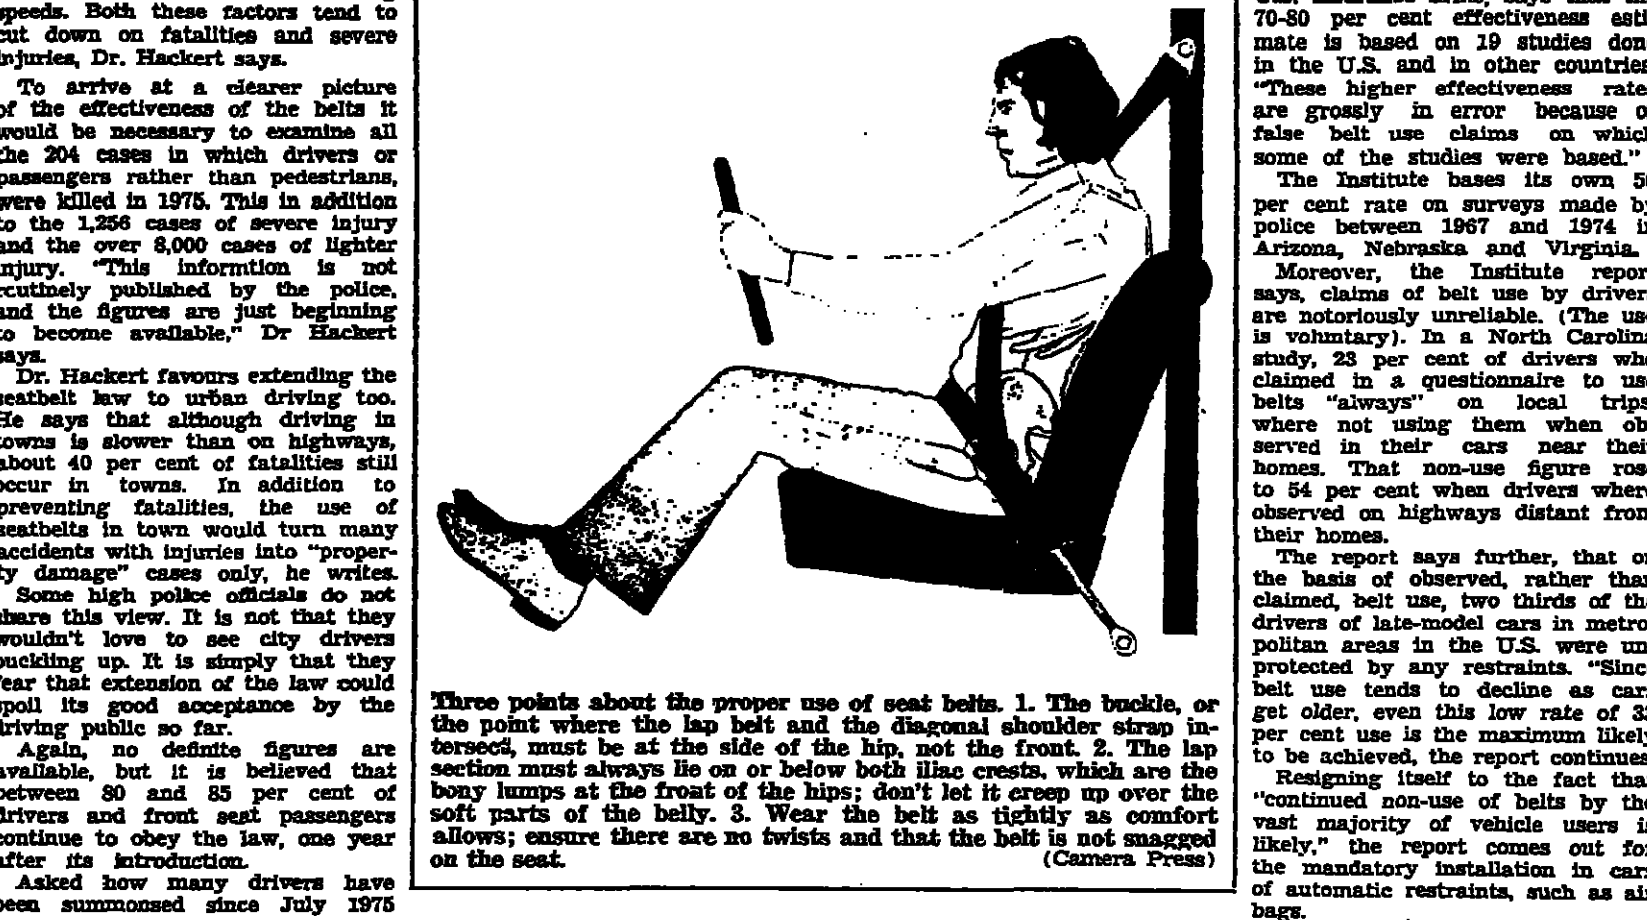 speeds. Both these factors tend to
cut down on fatalities and severe
injuries, Dr. Hackert says.
To arrive at a clearer picture
of the effectiveness of the belts it
would be necessary to examine all
the 204 cases in which drivers or
passengers rather than pedestrians,
were killed in 1975. This in addition
to the 1,256 cases of severe injury
and the over 8,000 cases of lighter
injury. "This informtion is not
rcutinely published by the police,
and the figures are just beginning
to become available," Dr Hackert
says.
Dr. Hackert favours extending the
seatbelt law to urban driving too.
He says that although driving in
towns is slower than on highways,
about 40 per cent of fatalities still
occur in towns. In addition to
preventing fatalities, the use of
seatbelts in town would turn many
accidents with injuries into "proper-
ty damage" cases only, he writes.
Some high police officials do not
share this view. It is not that they
wouldn't love to see city drivers
buckling up. It is simply that they
fear that extension of the law could
spoil its good acceptance by the
driving public so far.
Again, no definite figures are
available, but it is believed that
between 80 and 85 per cent of
drivers and front seat passengers
continue to obey the law, one year
after its introduction.
Asked how many drivers have
been summonsed since July 1975
Three points about the proper use of seat belts. 1. The buckle, or
the point where the lap belt and the diagonal shoulder strap in-
tersect, must be at the side of the hip, not the front. 2. The lap
section must always lie on or below both iliac crests, which are the
bony lumps at the front of the hips; don't let it creep up over the
soft parts of the belly. 3. Wear the belt as tightly as comfort
allows; ensure there are no twists and that the belt is not snagged
on the seat. (Camera Press)
70-80 per cent effectiveness esti
mate is based on 19 studies don
in the U.S. and in other countries
"These higher effectiveness rate
are grossly in error because o
false belt use claims on which
some of the studies were based."
The Institute bases its own 5
per cent rate on surveys made by
police between 1967 and 1974 i
Arizona, Nebraska and Virginia.
Moreover, the Institute repor
says, claims of belt use by driver
are notoriously unreliable. (The us
is voluntary). In a North Carolina
study, 23 per cent of drivers who
claimed in a questionnaire to us
belts "always" on local trips
where not using them when ob
served in their cars near their
homes. That non-use figure ros
to 54 per cent when drivers where
observed on highways distant from
their homes.
The report says further, that o
the basis of observed, rather than
claimed, belt use, two thirds of th
drivers of late-model cars in metro
politan areas in the U.S. were un
protected by any restraints. "Sinc
belt use tends to decline as car
get older, even this low rate of 3
per cent use is the maximum likely
to be achieved, the report continues
Resigning itself to the fact tha
"continued non-use of belts by th
vast majority of vehicle users i
likely," the report comes out fo
the mandatory installation in car
of automatic restraints, such as ai
bags.